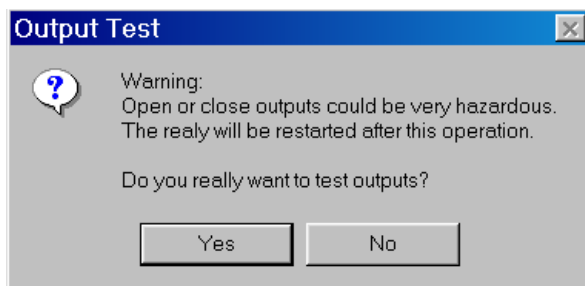 Output Test
Warning:
Open or close outputs could be very hazardous.
The realy will be restarted after this operation.
Do you really want to test outputs?
Yes
No